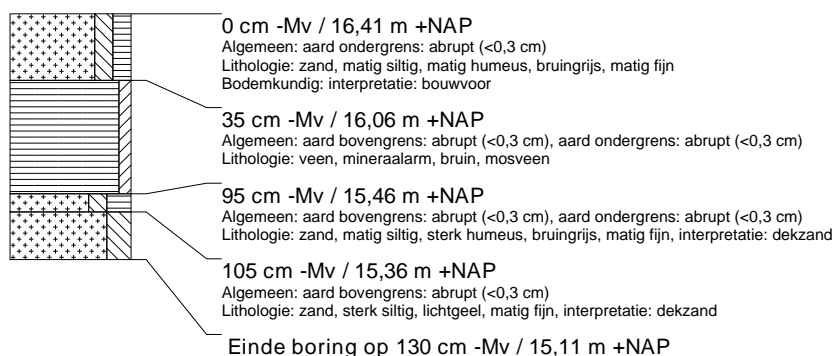 0 cm -Mv / 16,41 m +NAP
Algemeen: aard ondergrens: abrupt (<0,3 cm)
Lithologie: zand, matig siltig, matig humeus, bruingrijs, matig fijn
Bodemkundig: interpretatie: bouwvoor
35 cm -Mv / 16,06 m +NAP
Algemeen: aard bovengrens: abrupt (<0,3 cm), aard ondergrens: abrupt (<0,3 cm)
Lithologie: veen, mineraalarm, bruin, mosveen
95 cm -Mv / 15,46 m +NAP
Algemeen: aard bovengrens: abrupt (<0,3 cm), aard ondergrens: abrupt (<0,3 cm)
Lithologie: zand, matig siltig, sterk humeus, bruingrijs, matig fijn, interpretatie: dekzand
105 cm -Mv / 15,36 m +NAP
Algemeen: aard bovengrens: abrupt (<0,3 cm)
Lithologie: zand, sterk siltig, lichtgeel, matig fijn, interpretatie: dekzand
Einde boring op 130 cm -Mv / 15,11 m +NAP